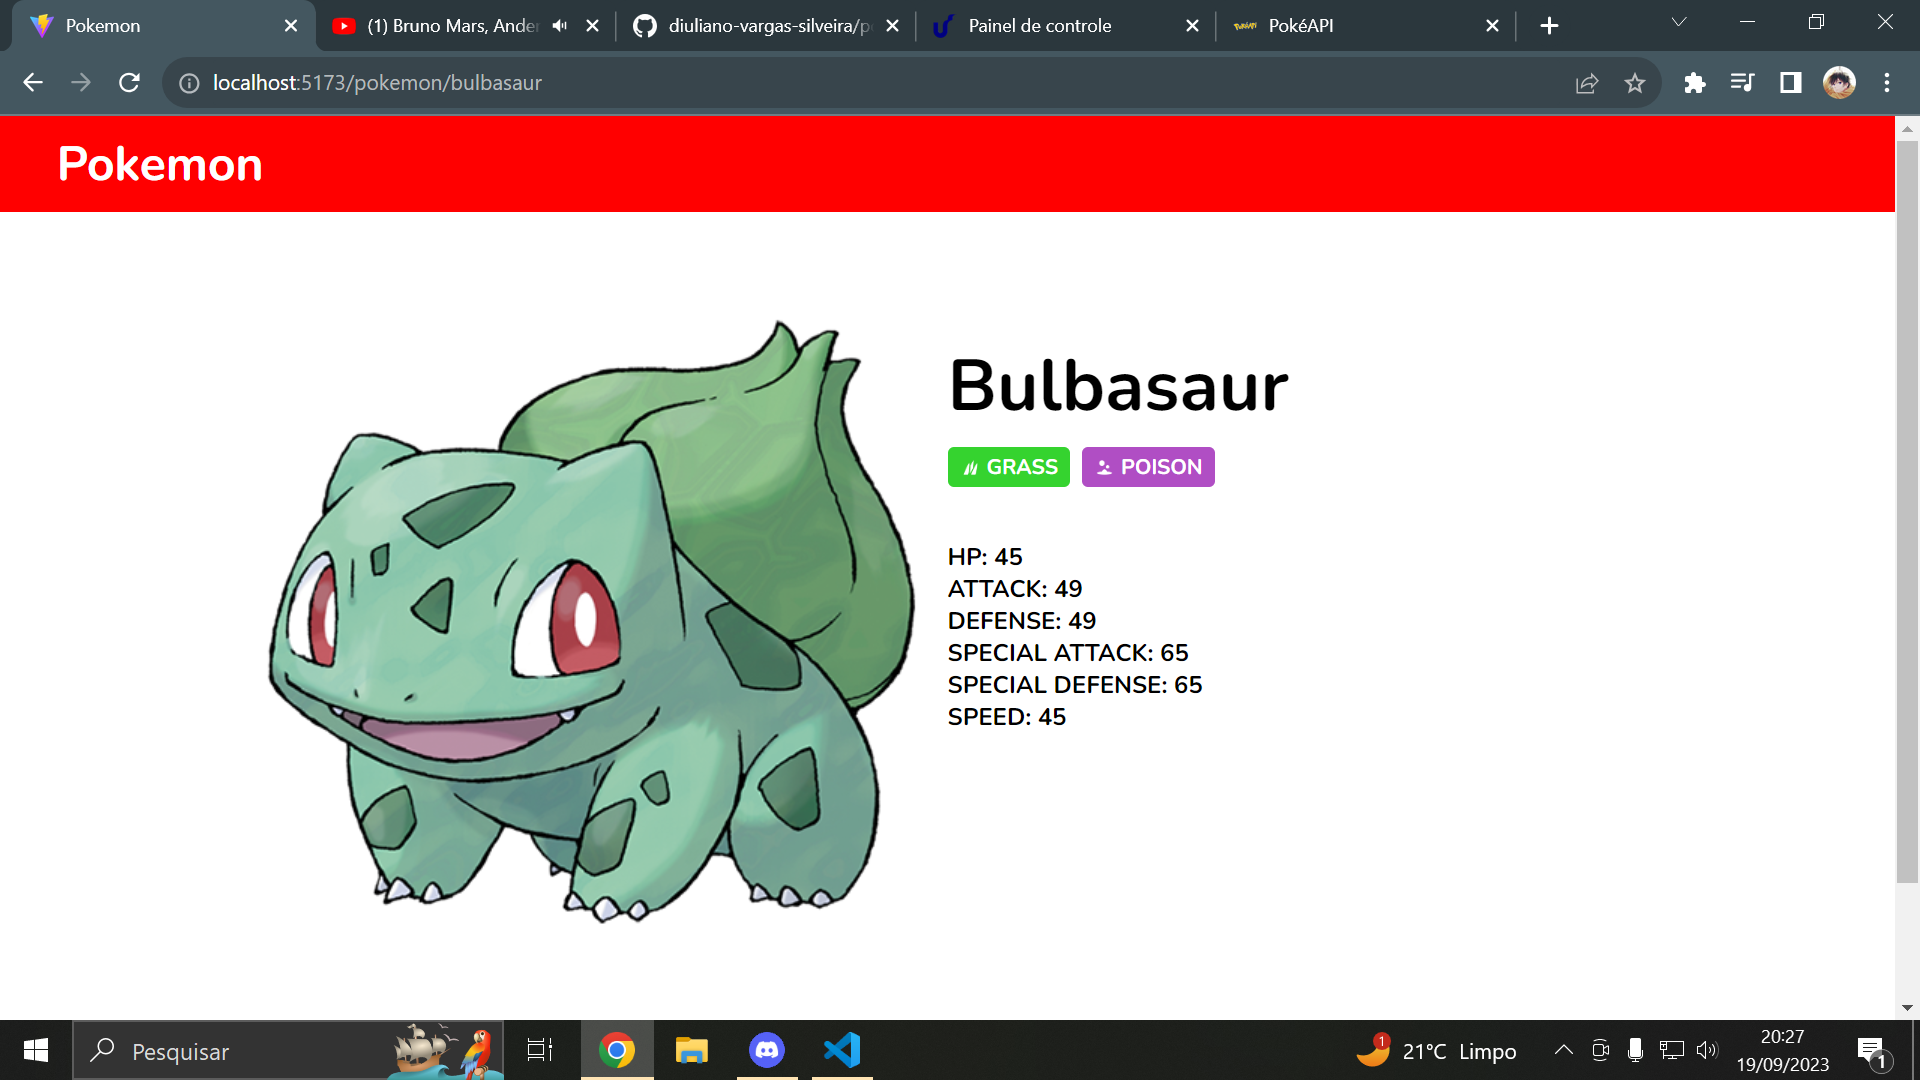 Pokemon
(1) Bruno Mars, Ander
diuliano-vargas-silveira/p
Painel de controle
PokéAPI
localhost:5173/pokemon/bulbasaur
Pokemon
Bulbasaur
GRASS POISON
HP: 45
ATTACK: 49
DEFENSE: 49
SPECIAL ATTACK: 65
SPECIAL DEFENSE: 65
SPEED: 45
Pesquisar
1
21°C Limpo
20:27
19/09/2023
1